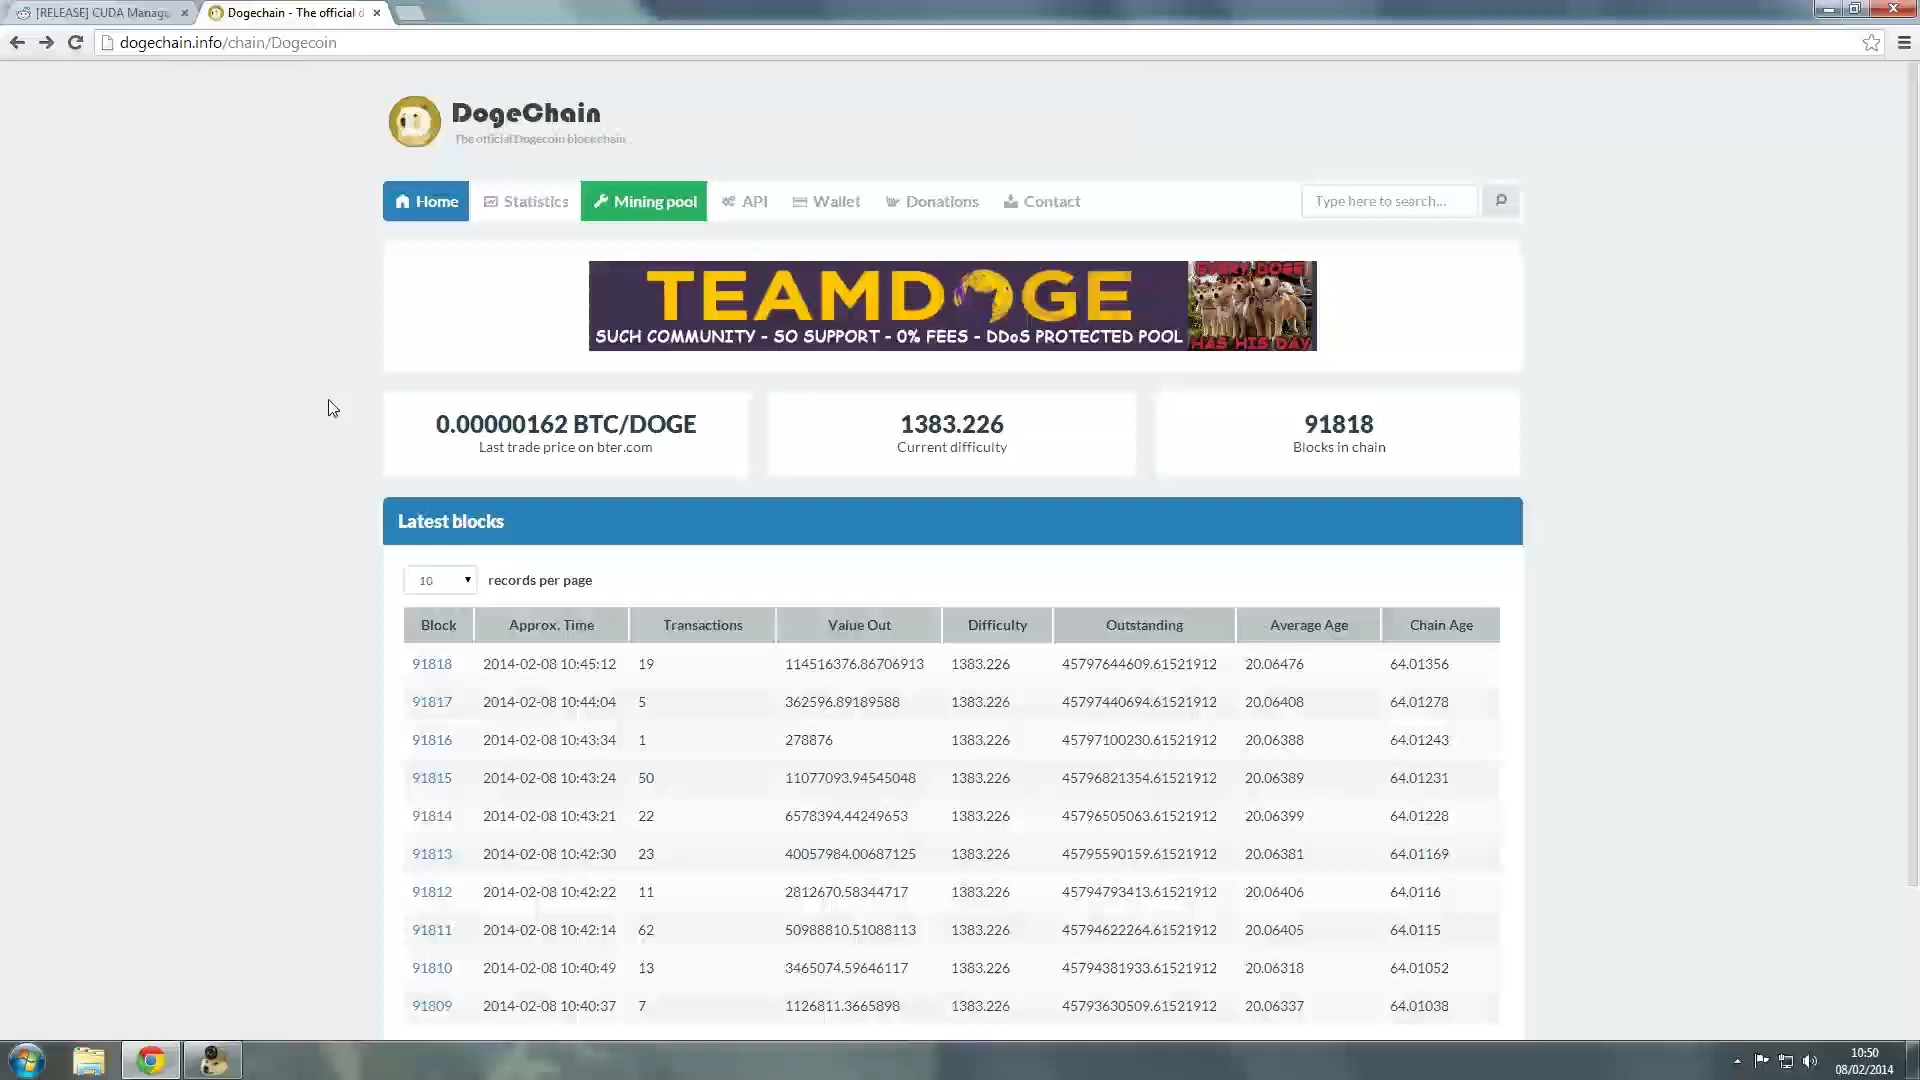 [RELEASE] CUDA Manag
Dogechain - The official d
dogechain.info/chain/Dogecoin
DogeChain
The official Dogecoin blockchain
Home Statistics Mining pool API Wallet Donations Contact Type here to search...
TEAMDOGE
SUCH COMMUNITY - SO SUPPORT - 0% FEES - DDoS PROTECTED POOL
EVERY DOGE
HAS HIS DAY
0.00000162 BTC/DOGE
Last trade price on bter.com
1383.226
Current difficulty
91818
Blocks in chain
Latest blocks
10 records per page
Block Approx. Time Transactions Value Out Difficulty Outstanding Average Age Chain Age
91818 2014-02-08 10:45:12 19 114516376.86706913 1383.226 45797644609.61521912 20.06476 64.01356
91817 2014-02-08 10:44:04 5 362596.89189588 1383.226 45797440694.61521912 20.06408 64.01278
91816 2014-02-08 10:43:34 1 278876 1383.226 45797100230.61521912 20.06388 64.01243
91815 2014-02-08 10:43:24 50 11077093.94545048 1383.226 45796821354.61521912 20.06389 64.01231
91814 2014-02-08 10:43:21 22 6578394.44249653 1383.226 45796505063.61521912 20.06399 64.01228
91813 2014-02-08 10:42:30 23 40057984.00687125 1383.226 45795590159.61521912 20.06381 64.01169
91812 2014-02-08 10:42:22 11 2812670.58344717 1383.226 45794793413.61521912 20.06406 64.0116
91811 2014-02-08 10:42:14 62 50988810.51088113 1383.226 45794622264.61521912 20.06405 64.0115
91810 2014-02-08 10:40:49 13 3465074.59646117 1383.226 45794381933.61521912 20.06318 64.01052
91809 2014-02-08 10:40:37 7 1126811.3665898 1383.226 45793630509.61521912 20.06337 64.01038
10:50
08/02/2014